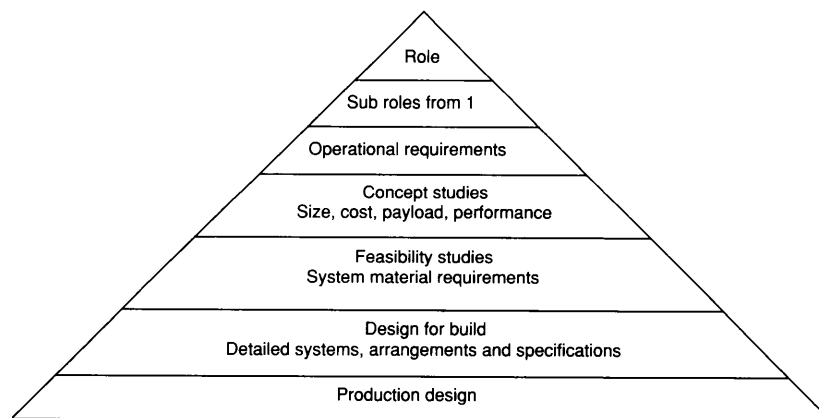 Role
Sub roles from 1
Operational requirements
Concept studies
Size, cost, payload, performance
Feasibility studies
System material requirements
Design for build
Detailed systems, arrangements and specifications
Production design